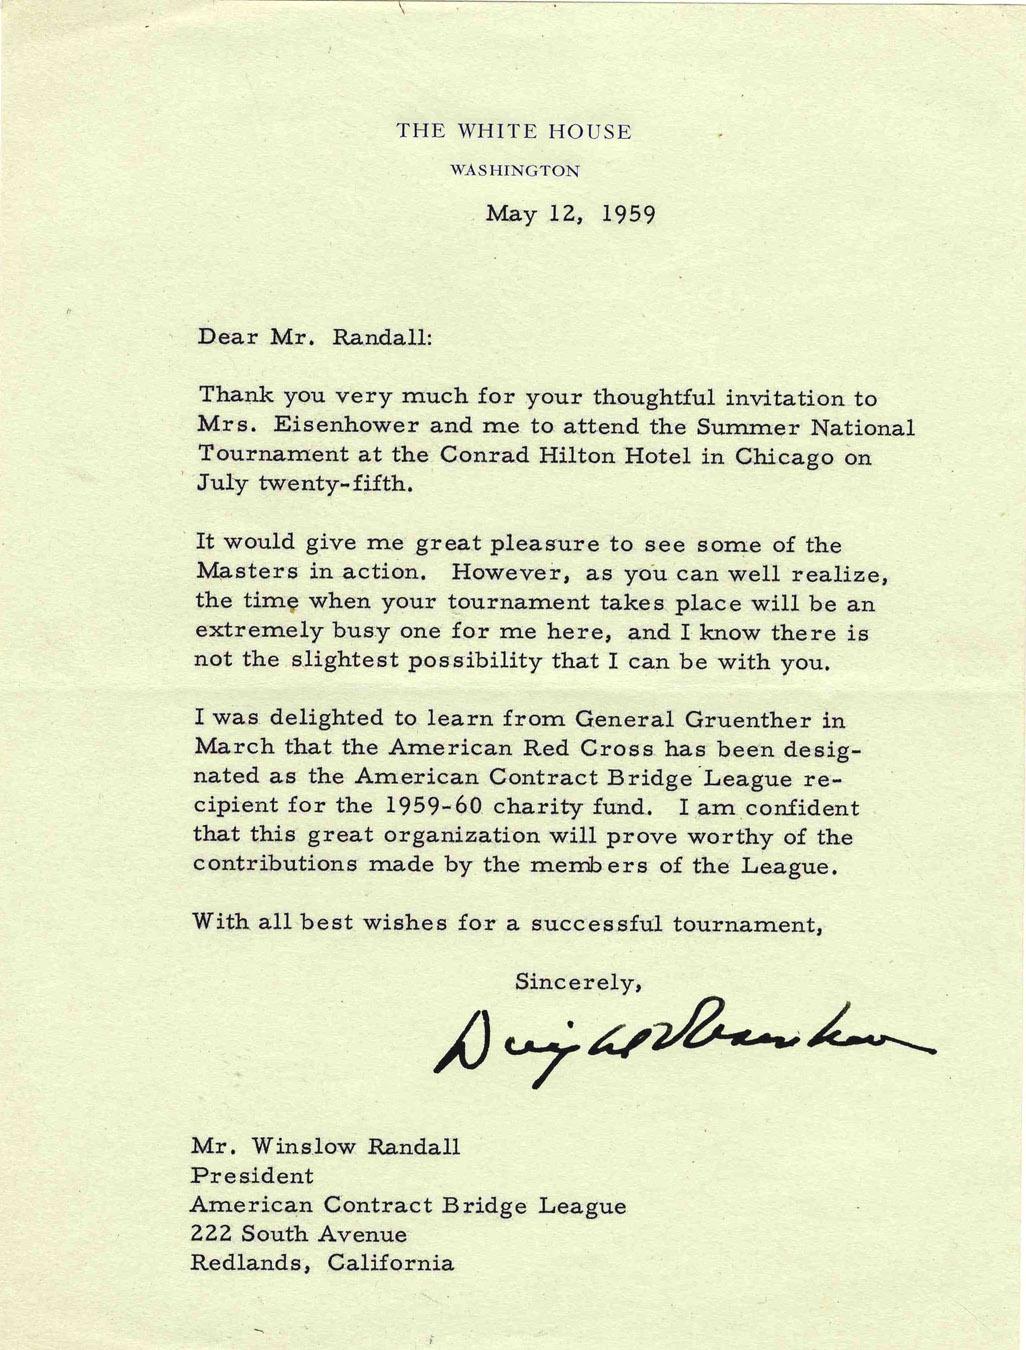 THE WHITE HOUSE
WASHINGTON
May 12, 1959
Dear Mr. Randall:
Thank you very much for your thoughtful invitation to
Mrs. Eisenhower and me to attend the Summer National
Tournament at the Conrad Hilton Hotel in Chicago on
July twenty-fifth.
It would give me great pleasure to see some of the
Masters in action. However, as you can well realize,
the time when your tournament takes place will be an
extremely busy one for me here, and I know there is
not the slightest possibility that I can be with you.
I was delighted to learn from General Gruenther in
March that the American Red Cross has been desig-
nated as the American Contract Bridge League re-
cipient for the 1959-60 charity fund. I am confident
that this great organization will prove worthy of the
contributions made by the members of the League.
With all best wishes for a successful tournament,
Sincerely,
Dwight D Eisenhower
Mr. Winslow Randall
President
American Contract Bridge League
222 South Avenue
Redlands, California